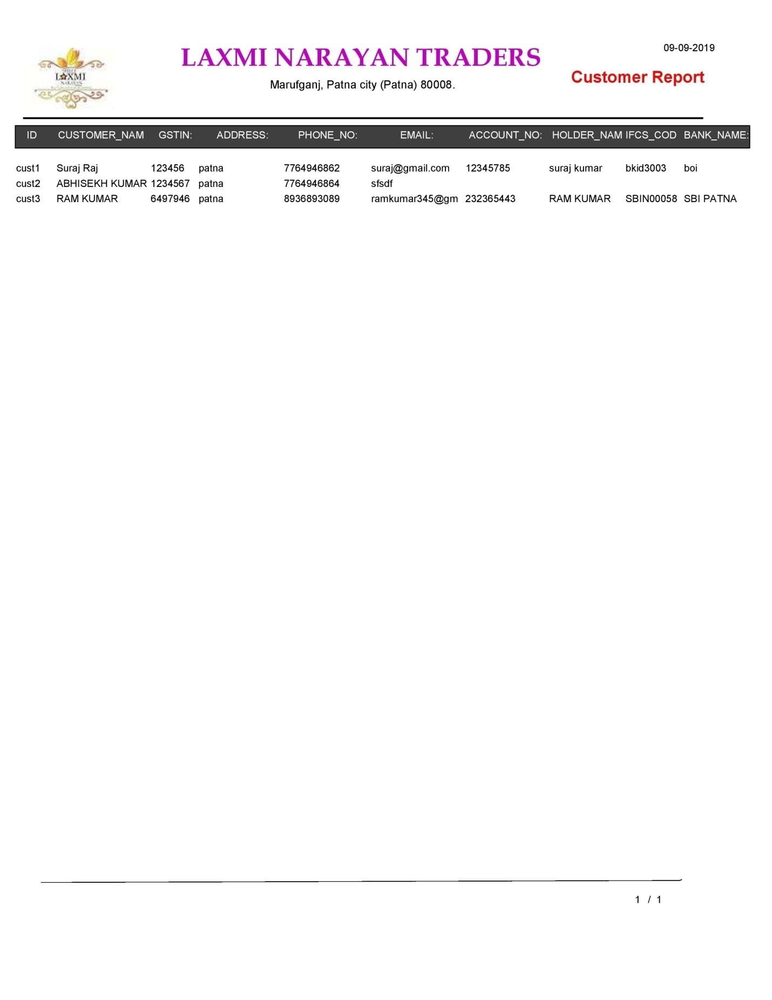 09-09-2019
LAXMI NARAYAN TRADERS
Customer Report
Marufganj, Patna city (Patna) 80008.
SHREE
LAXMI
NARAYAN
ID CUSTOMER_NAM GSTIN: ADDRESS: PHONE_NO: EMAIL: ACCOUNT_NO: HOLDER_NAM IFCS_COD BANK_NAME:
cust1 Suraj Raj 123456 patna 7764946862 suraj@gmail.com 12345785 suraj kumar bkid3003 boi
cust2 ABHISEKH KUMAR 1234567 patna 7764946864 sfsdf
cust3 RAM KUMAR 6497946 patna 8936893089 ramkumar345@gm 232365443 RAM KUMAR SBIN00058 SBI PATNA
1 / 1